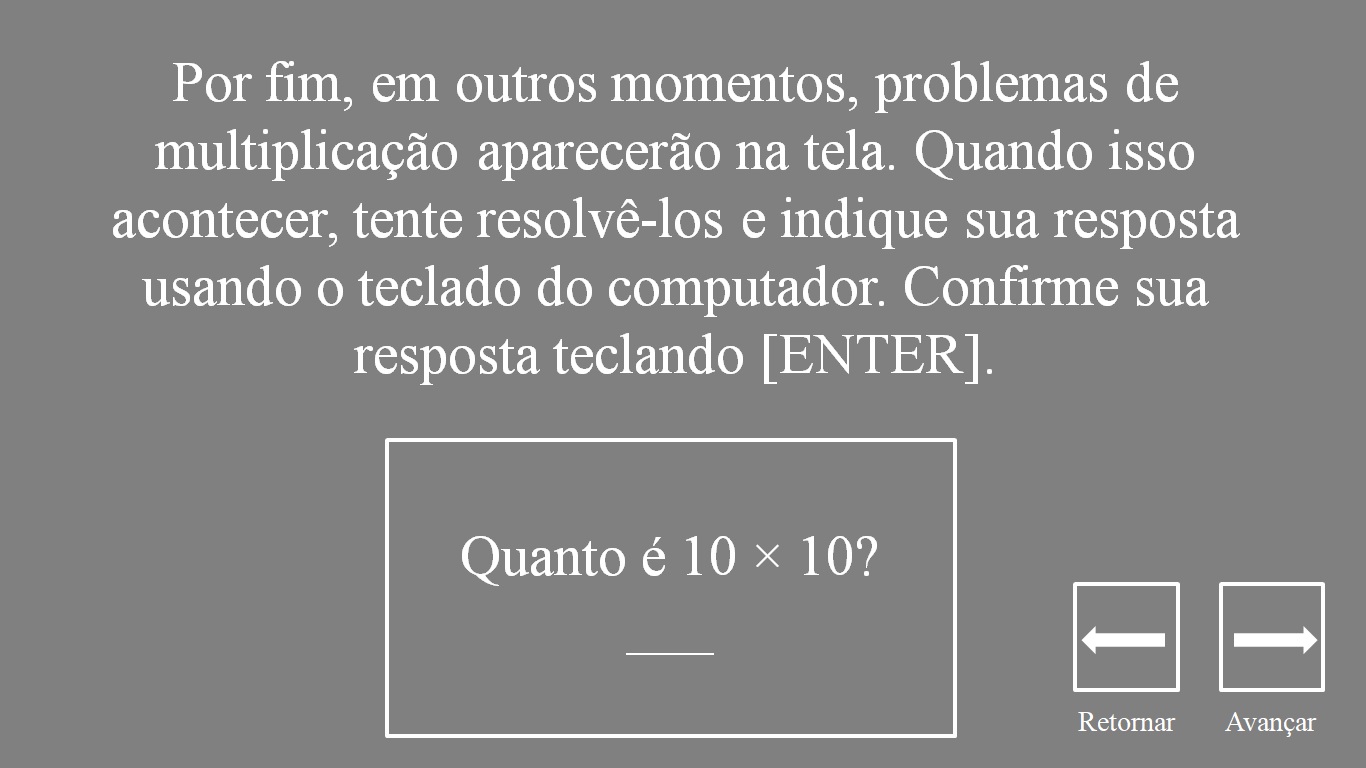 Por fim, em outros momentos, problemas de
multiplicação aparecerão na tela. Quando isso
acontecer, tente resolvê-los e indique sua resposta
usando o teclado do computador. Confirme sua
resposta teclando [ENTER].
Quanto é 10 × 10?
Retornar
Avançar